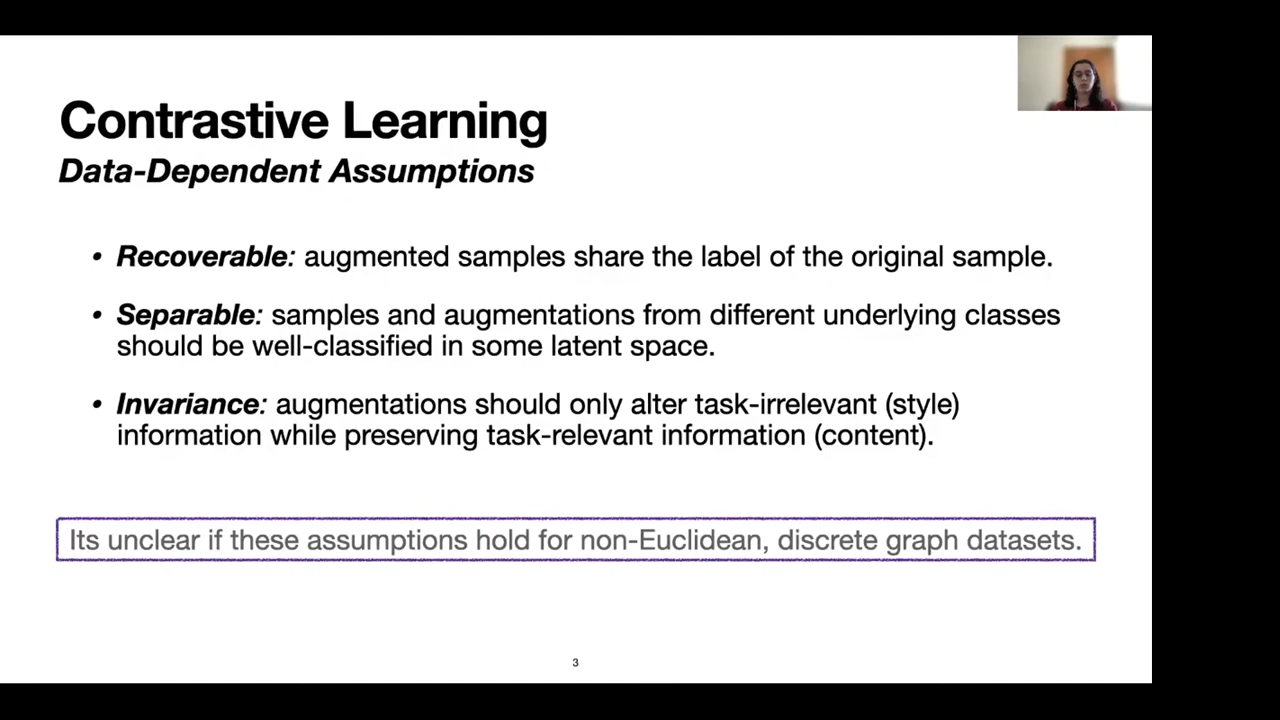 Contrastive Learning
Data-Dependent Assumptions
• Recoverable: augmented samples share the label of the original sample.
• Separable: samples and augmentations from different underlying classes
should be well-classified in some latent space.
• Invariance: augmentations should only alter task-irrelevant (style)
information while preserving task-relevant information (content).
Its unclear if these assumptions hold for non-Euclidean, discrete graph datasets.
3